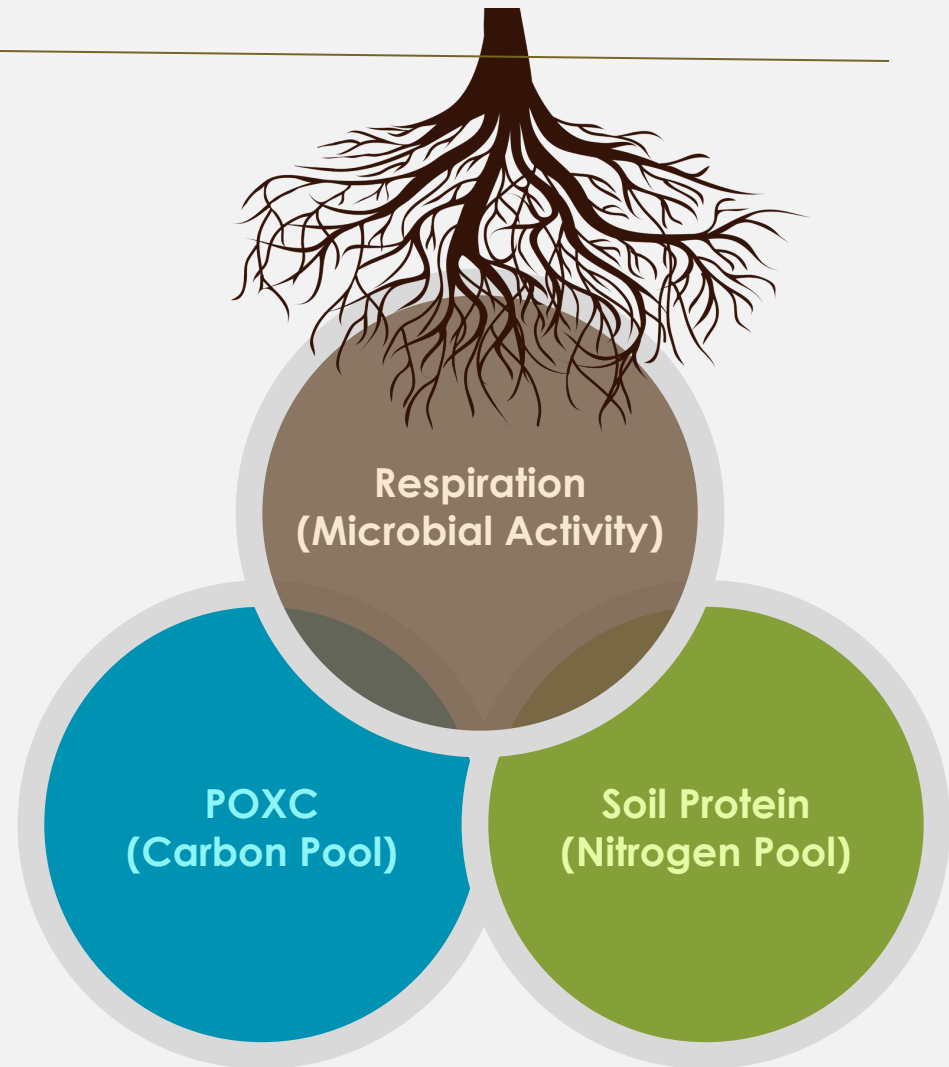 Respiration
(Microbial Activity)
POXC
(Carbon Pool)
Soil Protein
(Nitrogen Pool)